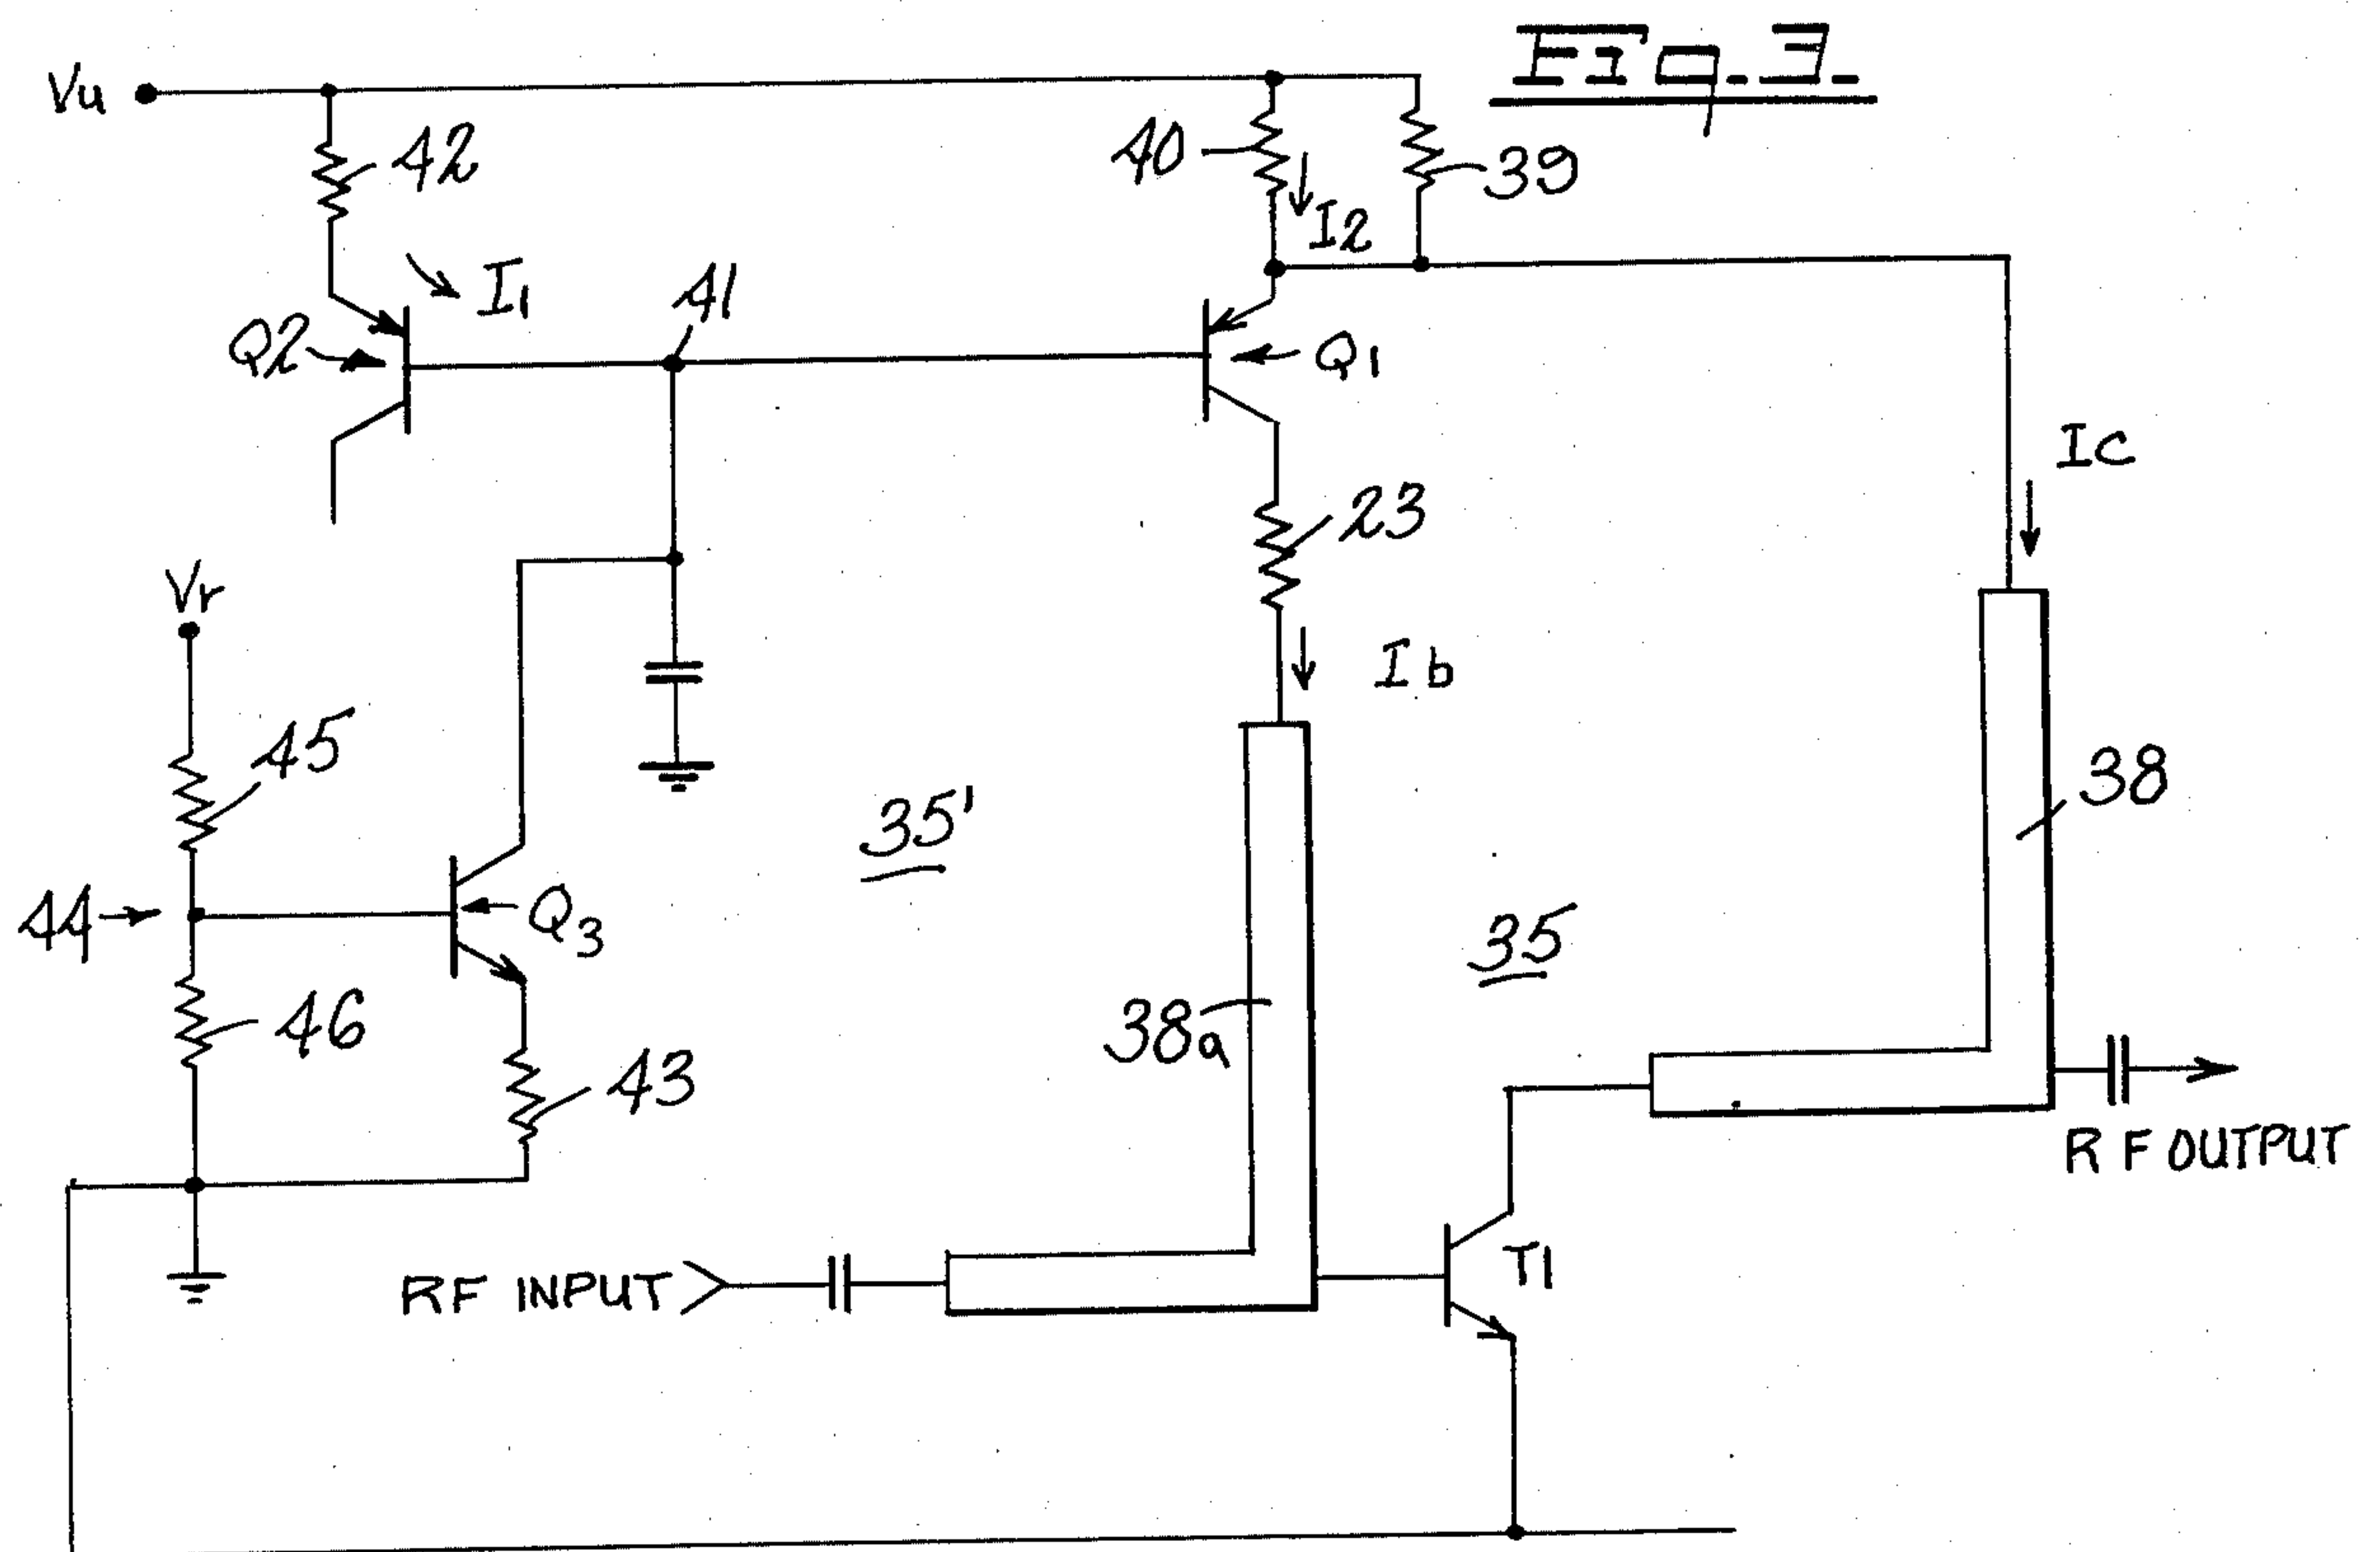 Fig. 3.
Vu
42
40
39
I2
I1
41
Q2
Q1
Ic
23
Vr
Ib
45
38
35'
44
Q3
35
38a
46
43
RF OUTPUT
RF INPUT
T1